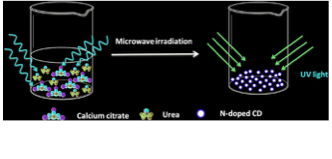 Microwave irradiation
UV light
Calcium citrate
Urea
N-doped CD